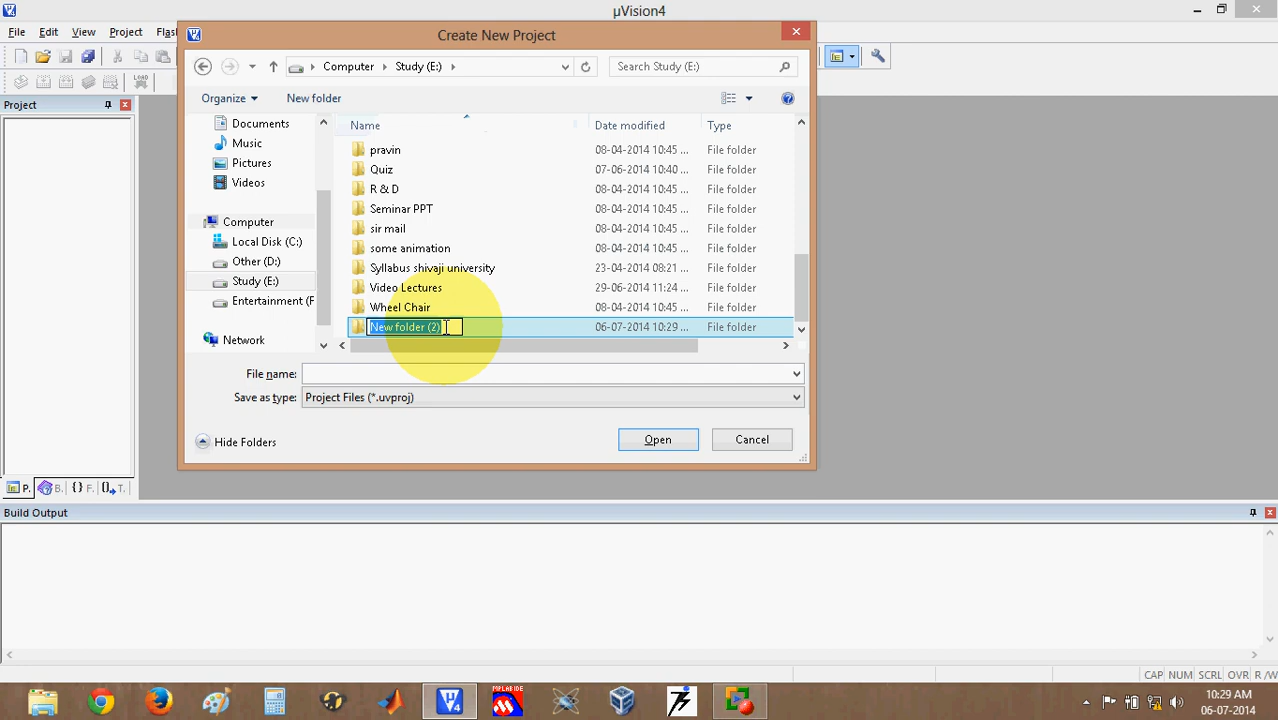 µVision4
File Edit View Project Flas
Create New Project
Computer Study (E:)
Search Study (E:)
Organize New folder
LOAD
Project
Documents
Music
Pictures
Videos
Computer
Local Disk (C:)
Other (D:)
Study (E:)
Entertainment (F
Network
Name Date modified Type
pravin 08-04-2014 10:45 ... File folder
Quiz 07-06-2014 10:40 ... File folder
R & D 08-04-2014 10:45 ... File folder
Seminar PPT 08-04-2014 10:45 ... File folder
sir mail 08-04-2014 10:45 ... File folder
some animation 08-04-2014 10:45 ... File folder
Syllabus shivaji university 23-04-2014 08:21 ... File folder
Video Lectures 29-06-2014 11:24 ... File folder
Wheel Chair 08-04-2014 10:45 ... File folder
New folder (2) 06-07-2014 10:29 ... File folder
File name:
Save as type: Project Files (*.uvproj)
Hide Folders
Open Cancel
P. B. {} F. T.
Build Output
CAP NUM SCRL OVR R /W
MPLAB IDE
10:29 AM
06-07-2014